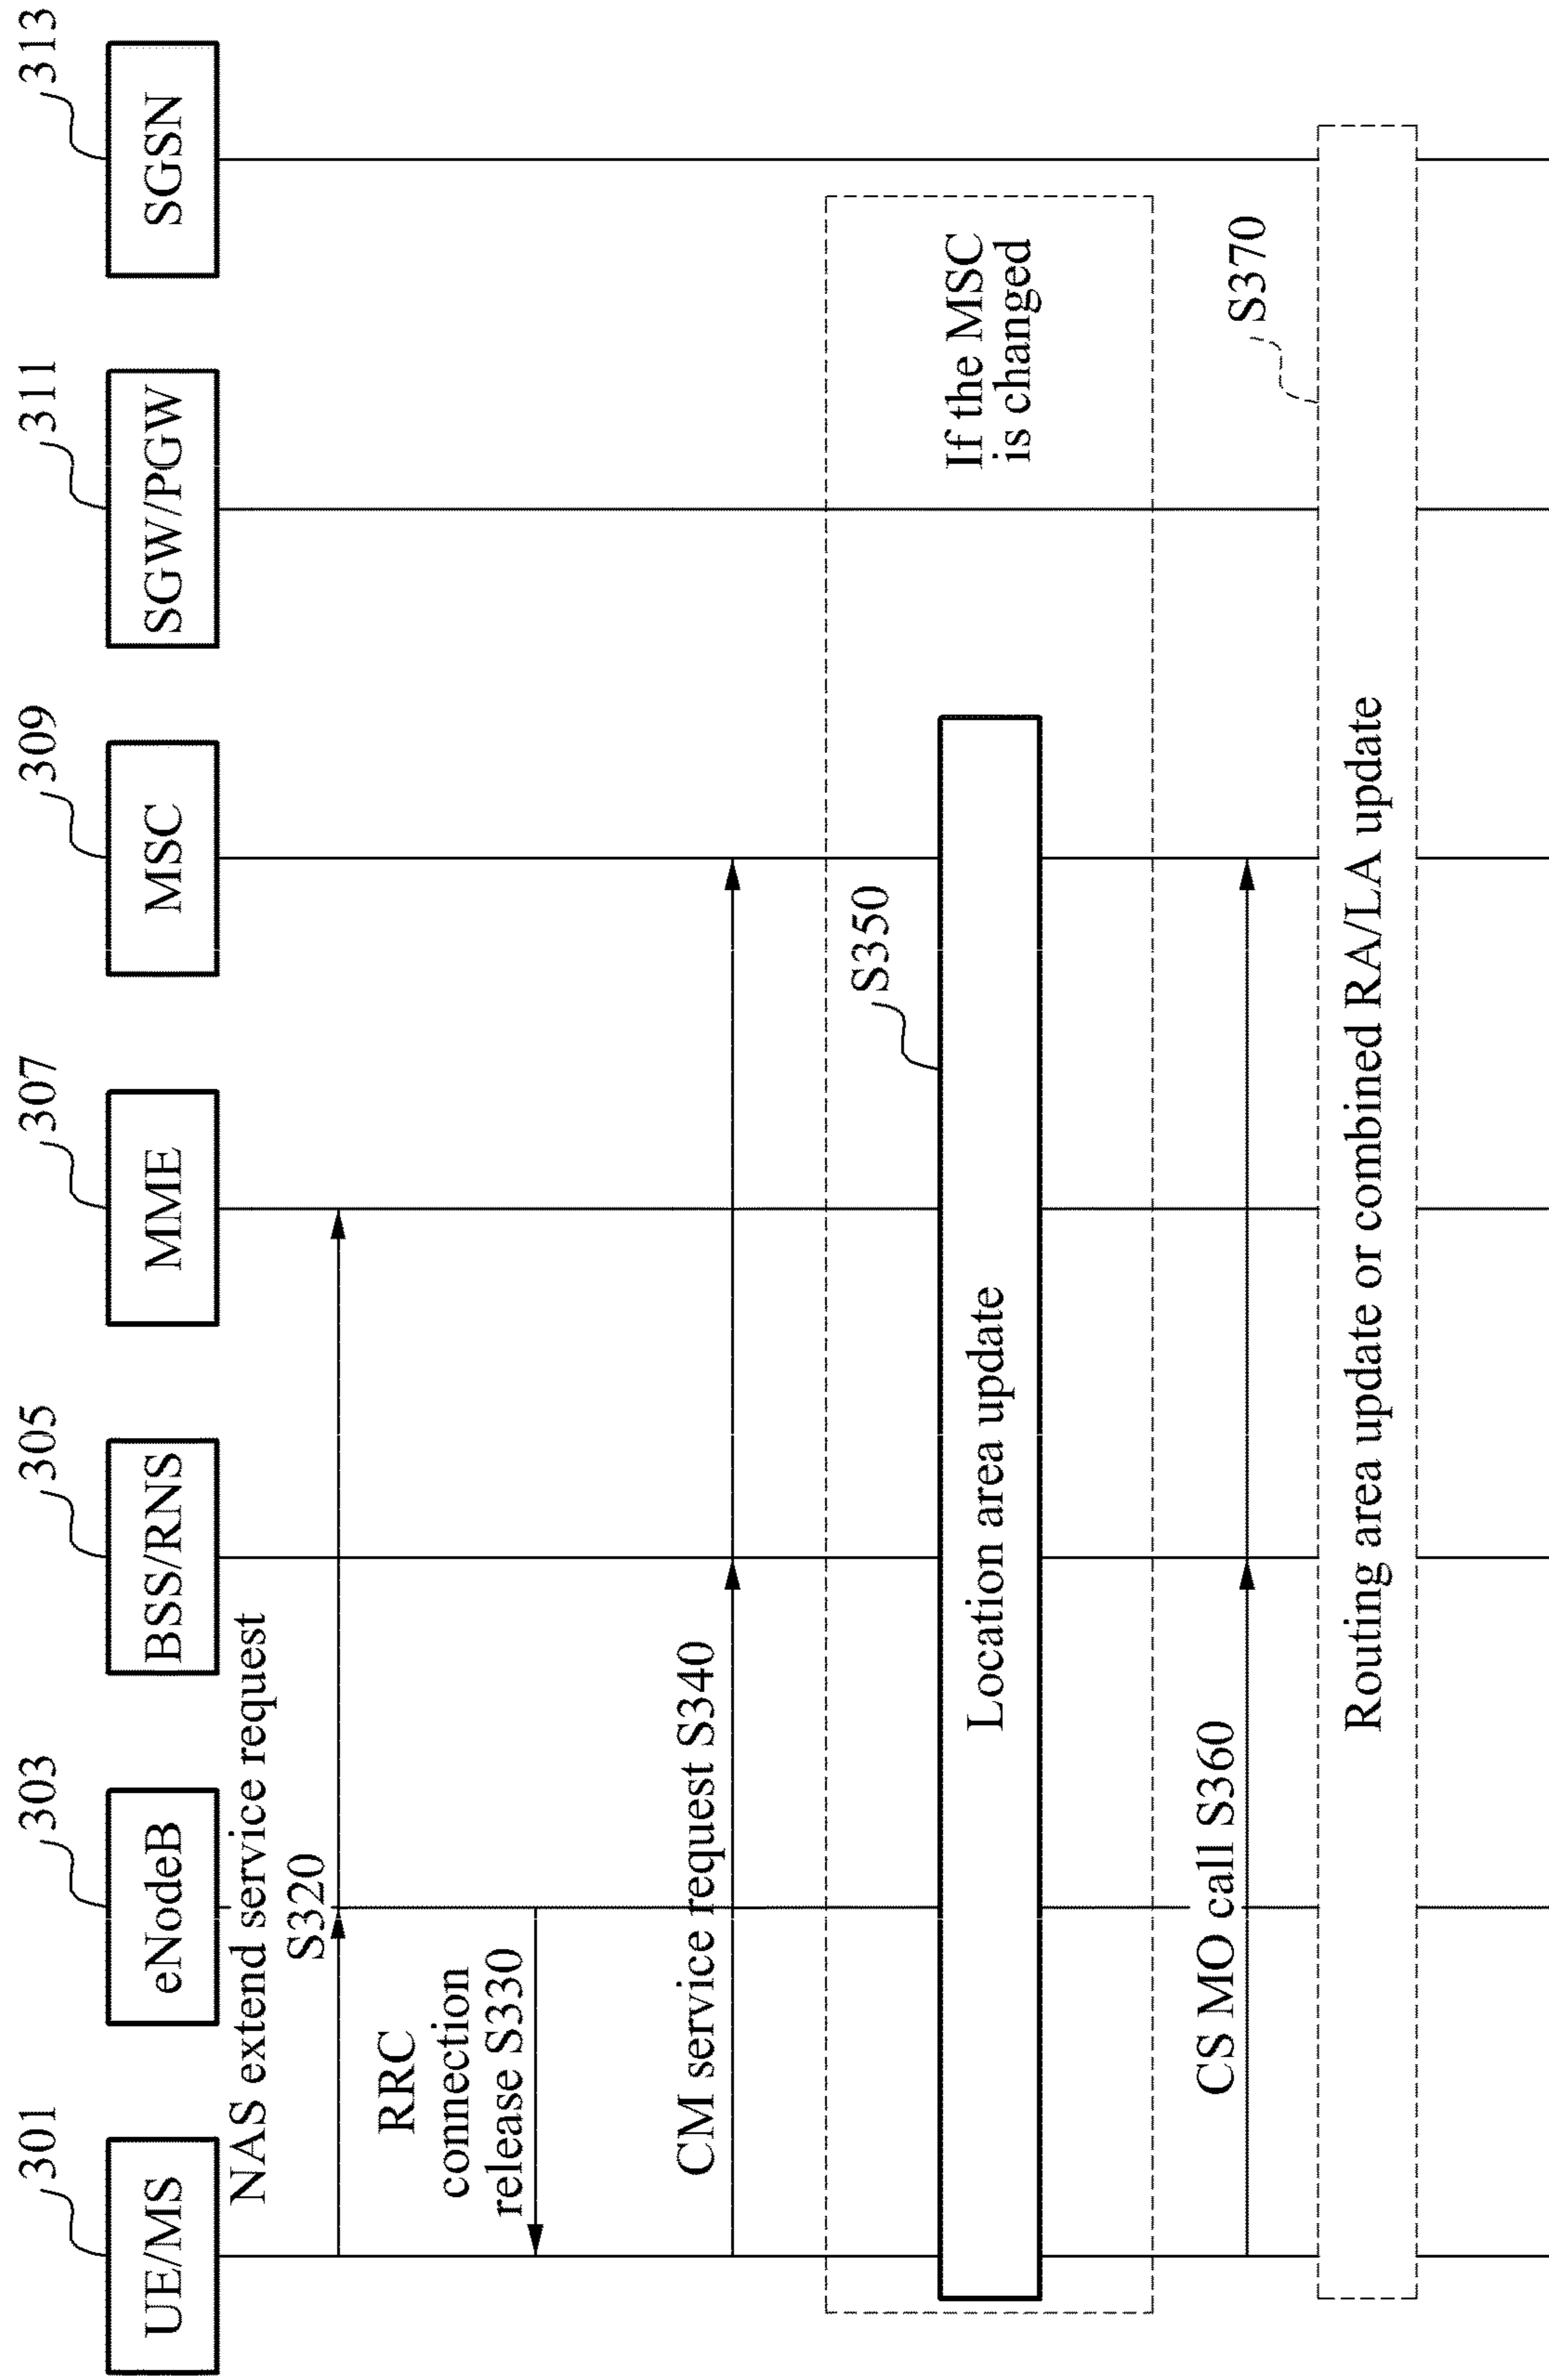 301
303
305
307
309
311
313
UE/MS
eNodeB
BSS/RNS
MME
MSC
SGW/PGW
SGSN
NAS extend service request
S320
RRC
connection
release S330
CM service request S340
S350
If the MSC
is changed
Location area update
CS MO call S360
S370
Routing area update or combined RA/LA update